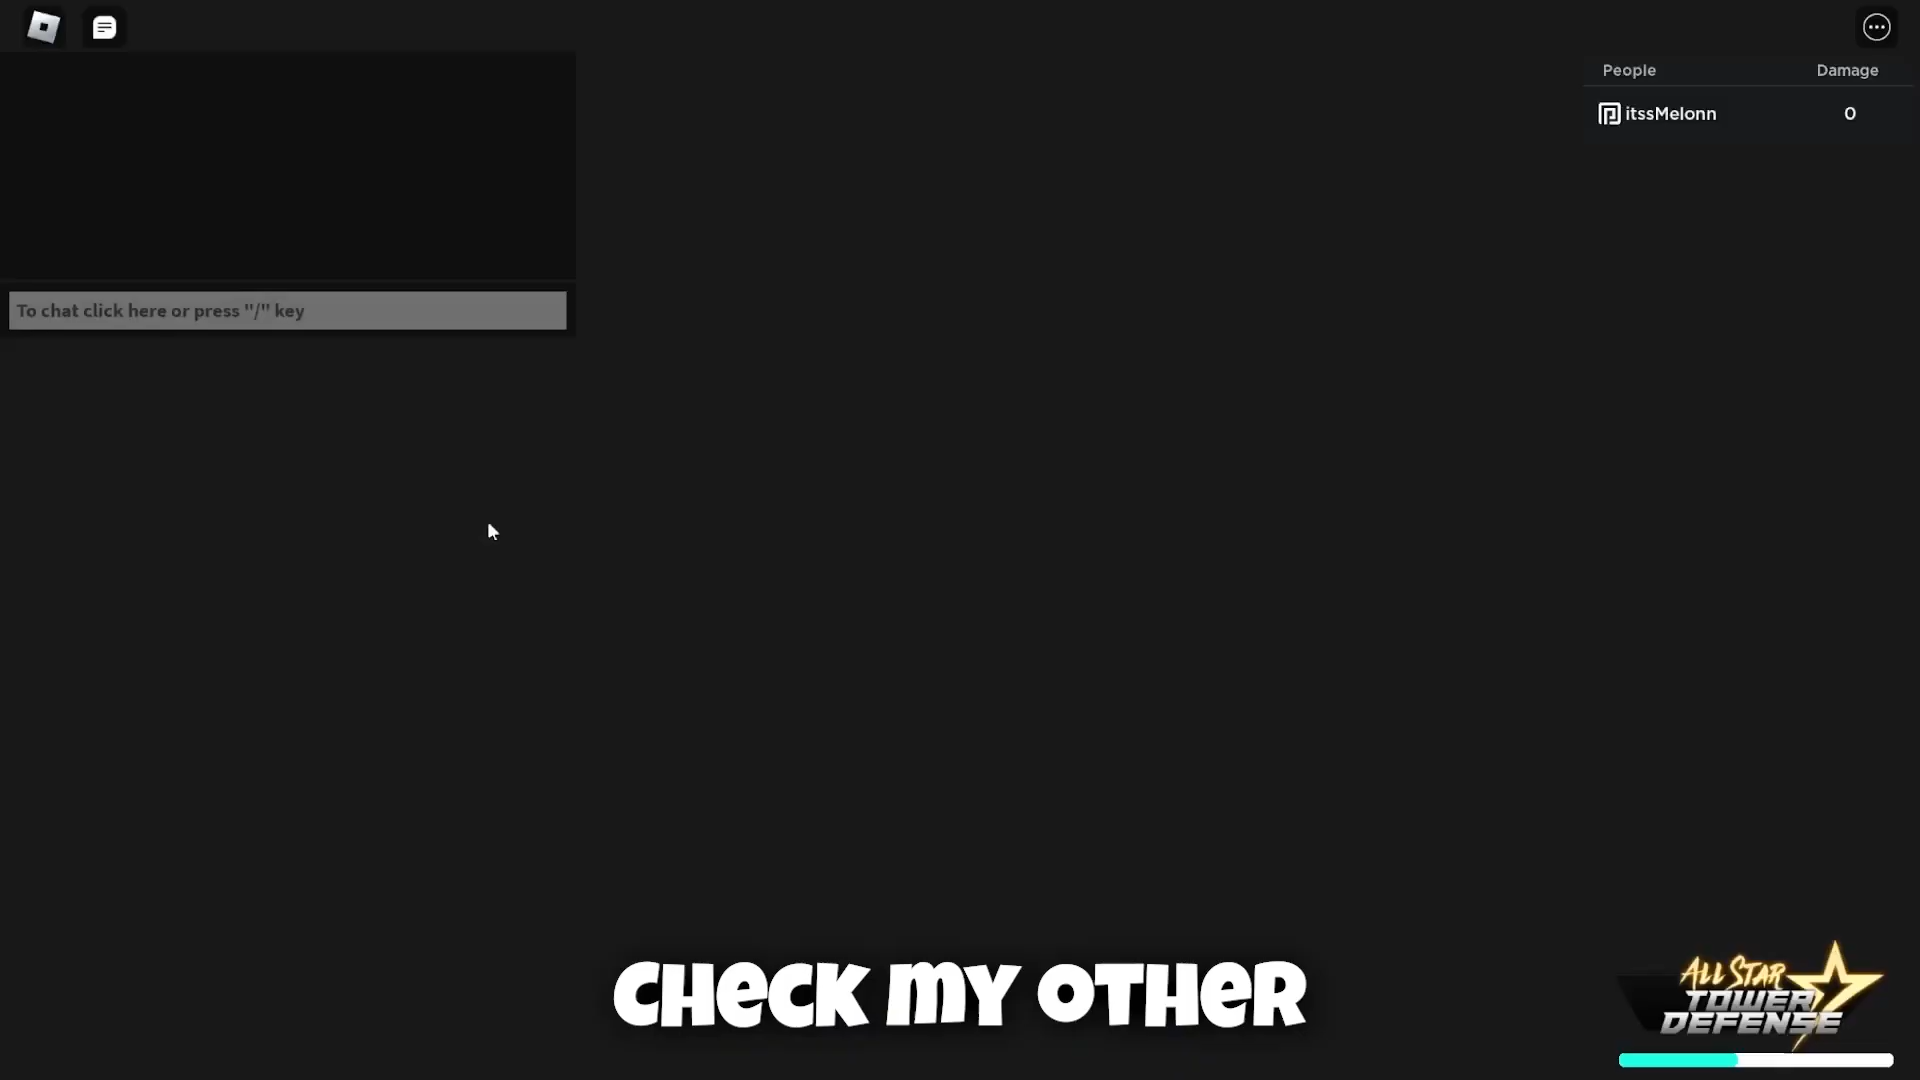 People Damage
itssMelonn 0
To chat click here or press "/" key
CHECK MY OTHER
ALL STAR
TOWER
DEFENSE